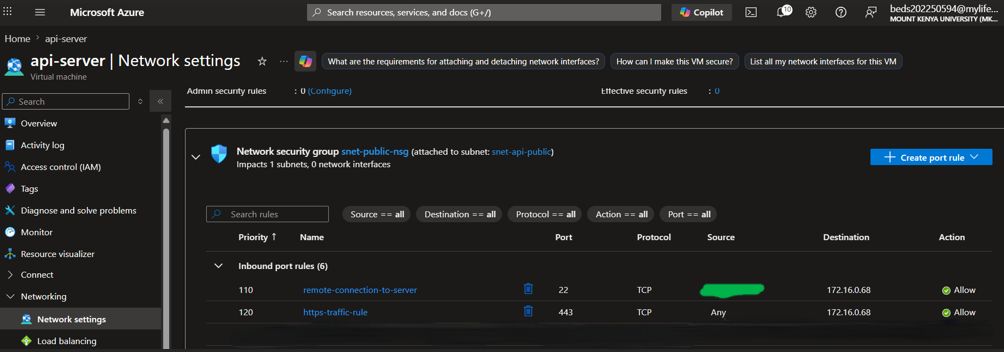 Microsoft Azure
Search resources, services, and docs (G+/)
Copilot
10
beds202250594@mylife...
MOUNT KENYA UNIVERSITY (MK...
Home > api-server
api-server | Network settings
Virtual machine
What are the requirements for attaching and detaching network interfaces?
How can I make this VM secure?
List all my network interfaces for this VM
Search
Overview
Activity log
Access control (IAM)
Tags
Diagnose and solve problems
Monitor
Resource visualizer
Connect
Networking
Network settings
Load balancing
Admin security rules : 0 (Configure)
Effective security rules : 0
Network security group snet-public-nsg (attached to subnet: snet-api-public)
Impacts 1 subnets, 0 network interfaces
Create port rule
Search rules
Source == all
Destination == all
Protocol == all
Action == all
Port == all
Priority ↑ Name Port Protocol Source Destination Action
Inbound port rules (6)
110 remote-connection-to-server 22 TCP 172.16.0.68 Allow
120 https-traffic-rule 443 TCP Any 172.16.0.68 Allow